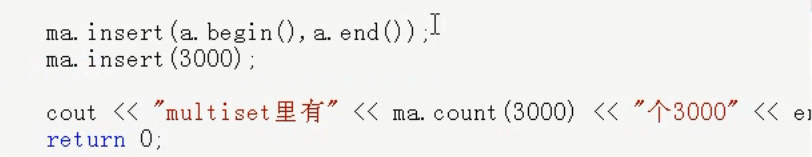 ma.insert(a.begin(),a.end());
ma.insert(3000);
cout << "multiset里有" << ma.count(3000) << "个3000" <<
return 0;